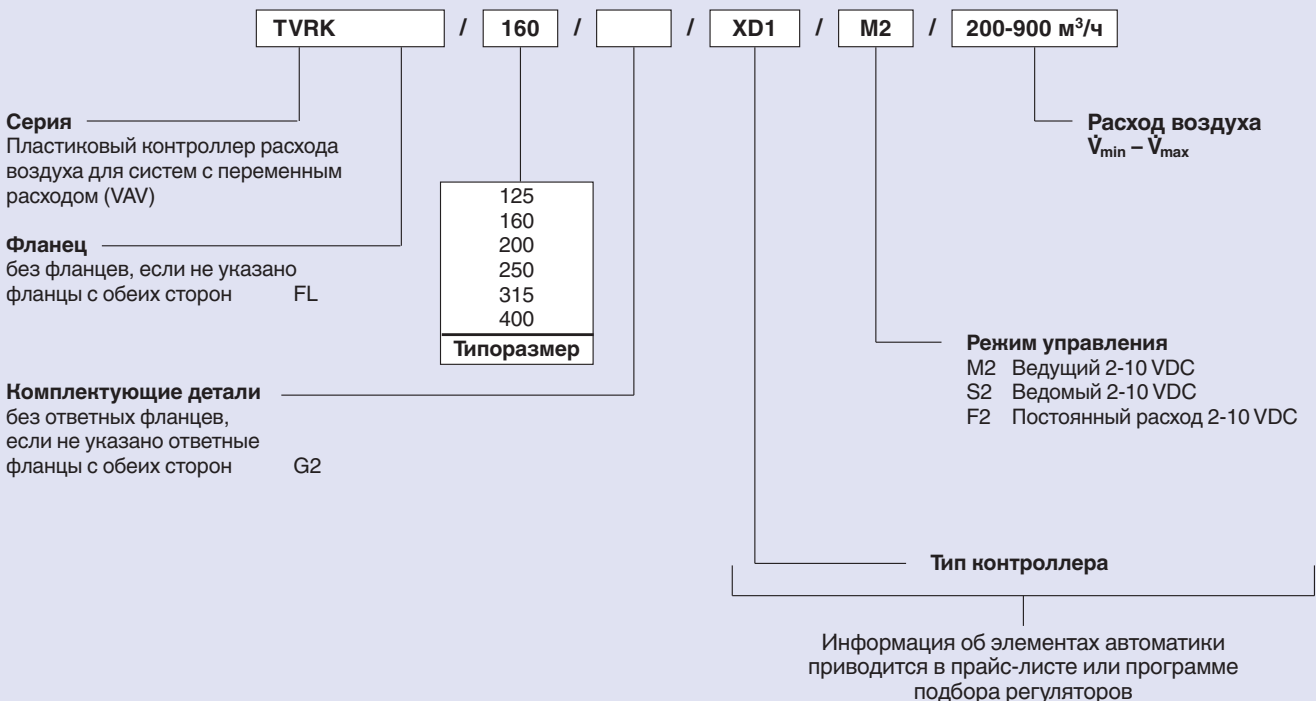 TVRK / 160 / / XD1 / M2 / 200-900 м³/ч
Серия
Пластиковый контроллер расхода
воздуха для систем с переменным
расходом (VAV)
Фланец
без фланцев, если не указано
фланцы с обеих сторон FL
Комплектующие детали
без ответных фланцев,
если не указано ответные
фланцы с обеих сторон G2
125
160
200
250
315
400
Типоразмер
Расход воздуха
V̇min – V̇max
Режим управления
M2 Ведущий 2-10 VDC
S2 Ведомый 2-10 VDC
F2 Постоянный расход 2-10 VDC
Тип контроллера
Информация об элементах автоматики
приводится в прайс-листе или программе
подбора регуляторов